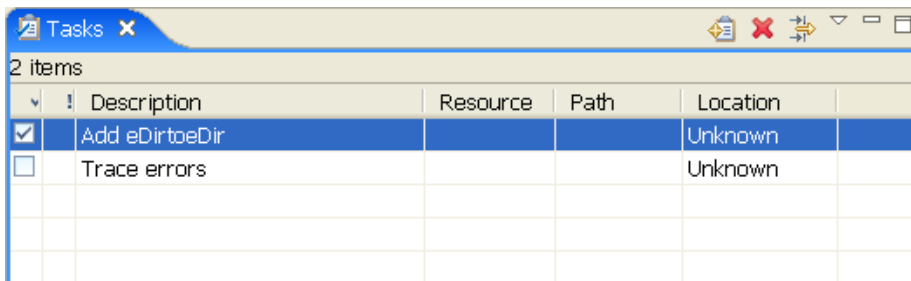 Tasks
2 items
! Description Resource Path Location
Add eDirtoeDir Unknown
Trace errors Unknown